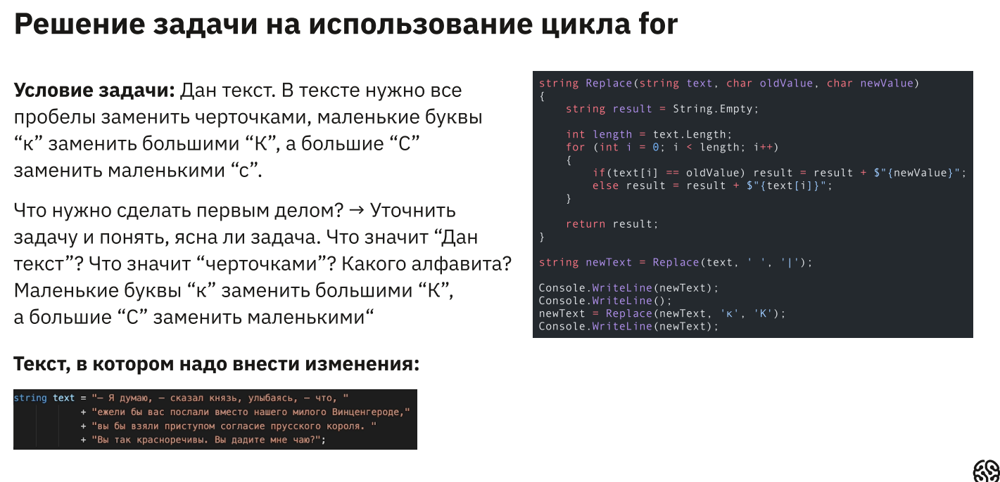 Решение задачи на использование цикла for
Условие задачи: Дан текст. В тексте нужно все
пробелы заменить черточками, маленькие буквы
“к” заменить большими “К”, а большие “С”
заменить маленькими “с”.
Что нужно сделать первым делом? → Уточнить
задачу и понять, ясна ли задача. Что значит “Дан
текст”? Что значит “черточками”? Какого алфавита?
Маленькие буквы “к” заменить большими “К”,
а большие “С” заменить маленькими“
Текст, в котором надо внести изменения:
string text = "— Я думаю, — сказал князь, улыбаясь, — что, "
+ "ежели бы вас послали вместо нашего милого Винценгероде,"
+ "вы бы взяли приступом согласие прусского короля. "
+ "Вы так красноречивы. Вы дадите мне чаю?";
string Replace(string text, char oldValue, char newValue)
{
    string result = String.Empty;
    int length = text.Length;
    for (int i = 0; i < length; i++)
    {
        if(text[i] == oldValue) result = result + $"{newValue}";
        else result = result + $"{text[i]}";
    }
    return result;
}
string newText = Replace(text, ' ', '|');
Console.WriteLine(newText);
Console.WriteLine();
newText = Replace(newText, 'к', 'К');
Console.WriteLine(newText);